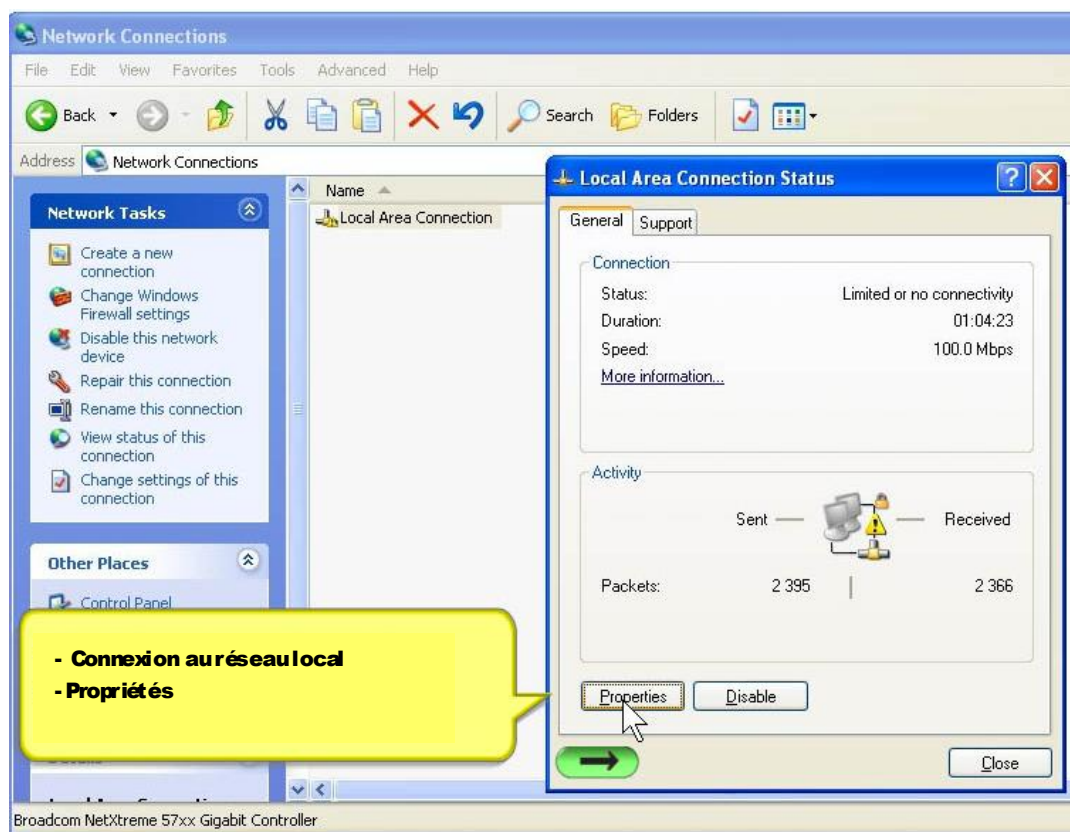 Network Connections
File Edit View Favorites Tools Advanced Help
Back Search Folders
Address Network Connections
Network Tasks
Create a new
connection
Change Windows
Firewall settings
Disable this network
device
Repair this connection
Rename this connection
View status of this
connection
Change settings of this
connection
Other Places
Control Panel
Name
Local Area Connection
Local Area Connection Status
General Support
Connection
Status: Limited or no connectivity
Duration: 01:04:23
Speed: 100.0 Mbps
More information...
Activity
Sent Received
Packets: 2 395 2 366
Properties Disable
Close
- Connexion au réseau local
- Propriétés
Broadcom NetXtreme 57xx Gigabit Controller